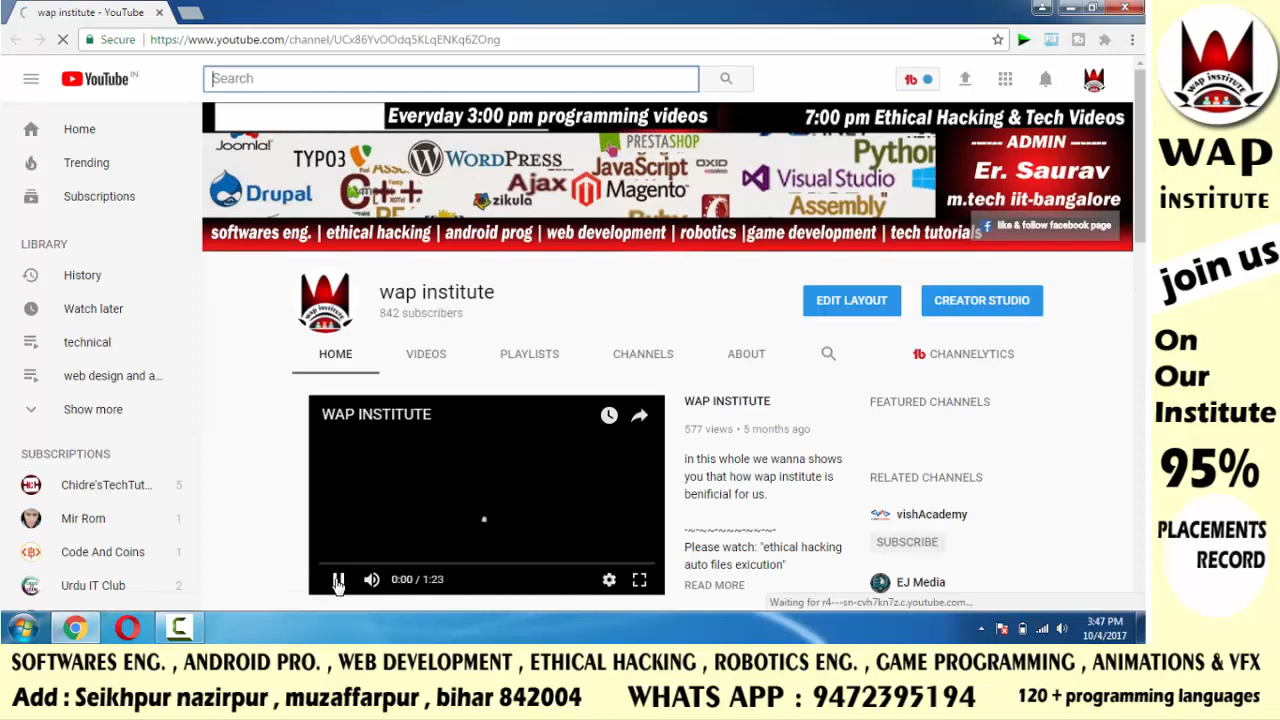 wap institute - YouTube
Secure
https://www.youtube.com/channel/UCx86YvOOdq5KLqENKq6ZOng
YouTube IN
Search
Home
Trending
Subscriptions
LIBRARY
History
Watch later
technical
web design and a...
Show more
SUBSCRIPTIONS
Chidre'sTechTut... 5
Mir Rom 1
Code And Coins 1
Urdu IT Club 2
Everyday 3:00 pm programming videos
7:00 pm Ethical Hacking & Tech Videos
Joomla!
TYPO3
WORDPRESS
PRESTASHOP
JavaScript
OXID
Python
Drupal
C++
zikula
Ajax
Magento
Visual Studio
Assembly
--- ADMIN ----
Er. Saurav
m.tech iit-bangalore
like & follow facebook page
softwares eng. | ethical hacking | android prog | web development | robotics |game development | tech tutorials
wap institute
842 subscribers
EDIT LAYOUT
CREATOR STUDIO
HOME
VIDEOS
PLAYLISTS
CHANNELS
ABOUT
CHANNELYTICS
WAP INSTITUTE
0:00 / 1:23
WAP INSTITUTE
577 views • 5 months ago
in this whole we wanna shows
you that how wap institute is
benificial for us.
-~-~~-~~~-~~-~-
Please watch: "ethical hacking
auto files exicution"
READ MORE
FEATURED CHANNELS
RELATED CHANNELS
vishAcademy
SUBSCRIBE
EJ Media
Waiting for r4---sn-cvh7kn7z.c.youtube.com...
3:47 PM
10/4/2017
wap institute
WAP
INSTITUTE
join us
On
Our
Institute
95%
PLACEMENTS
RECORD
SOFTWARES ENG. , ANDROID PRO. , WEB DEVELOPMENT , ETHICAL HACKING , ROBOTICS ENG. , GAME PROGRAMMING , ANIMATIONS & VFX
Add : Seikhpur nazirpur , muzaffarpur , bihar 842004
WHATS APP : 9472395194
120 + programming languages